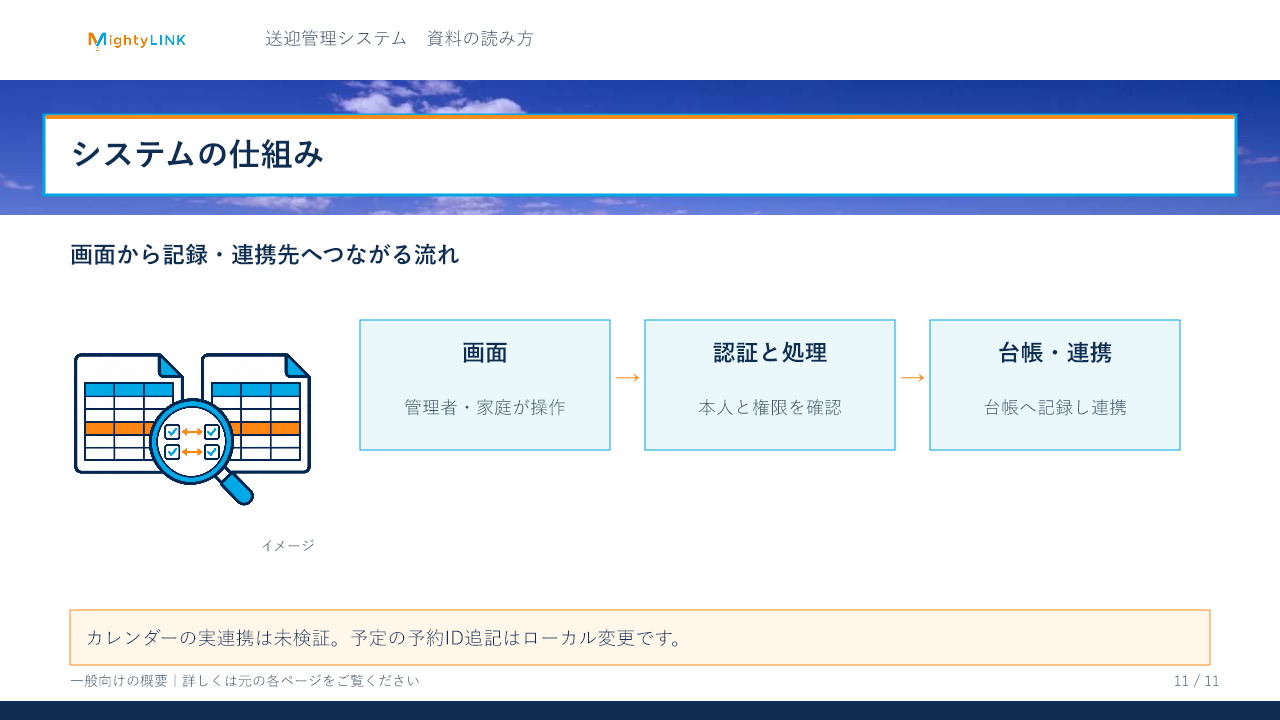 MightyLINK
送迎管理システム　資料の読み方
システムの仕組み
画面から記録・連携先へつながる流れ
画面
管理者・家庭が操作
→
認証と処理
本人と権限を確認
→
台帳・連携
台帳へ記録し連携
イメージ
カレンダーの実連携は未検証。予定の予約ID追記はローカル変更です。
一般向けの概要｜詳しくは元の各ページをご覧ください
11 / 11